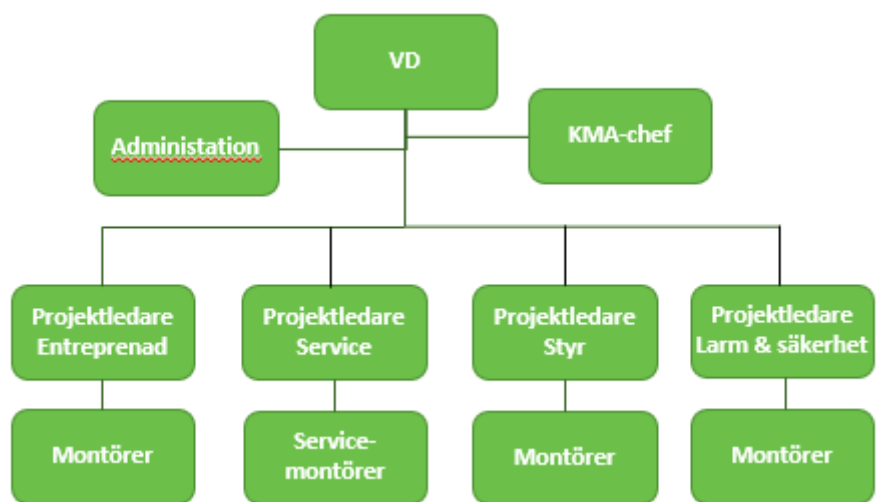 VD
Administation
KMA-chef
Projektledare
Entreprenad
Projektledare
Service
Projektledare
Styr
Projektledare
Larm & säkerhet
Montörer
Service-
montörer
Montörer
Montörer